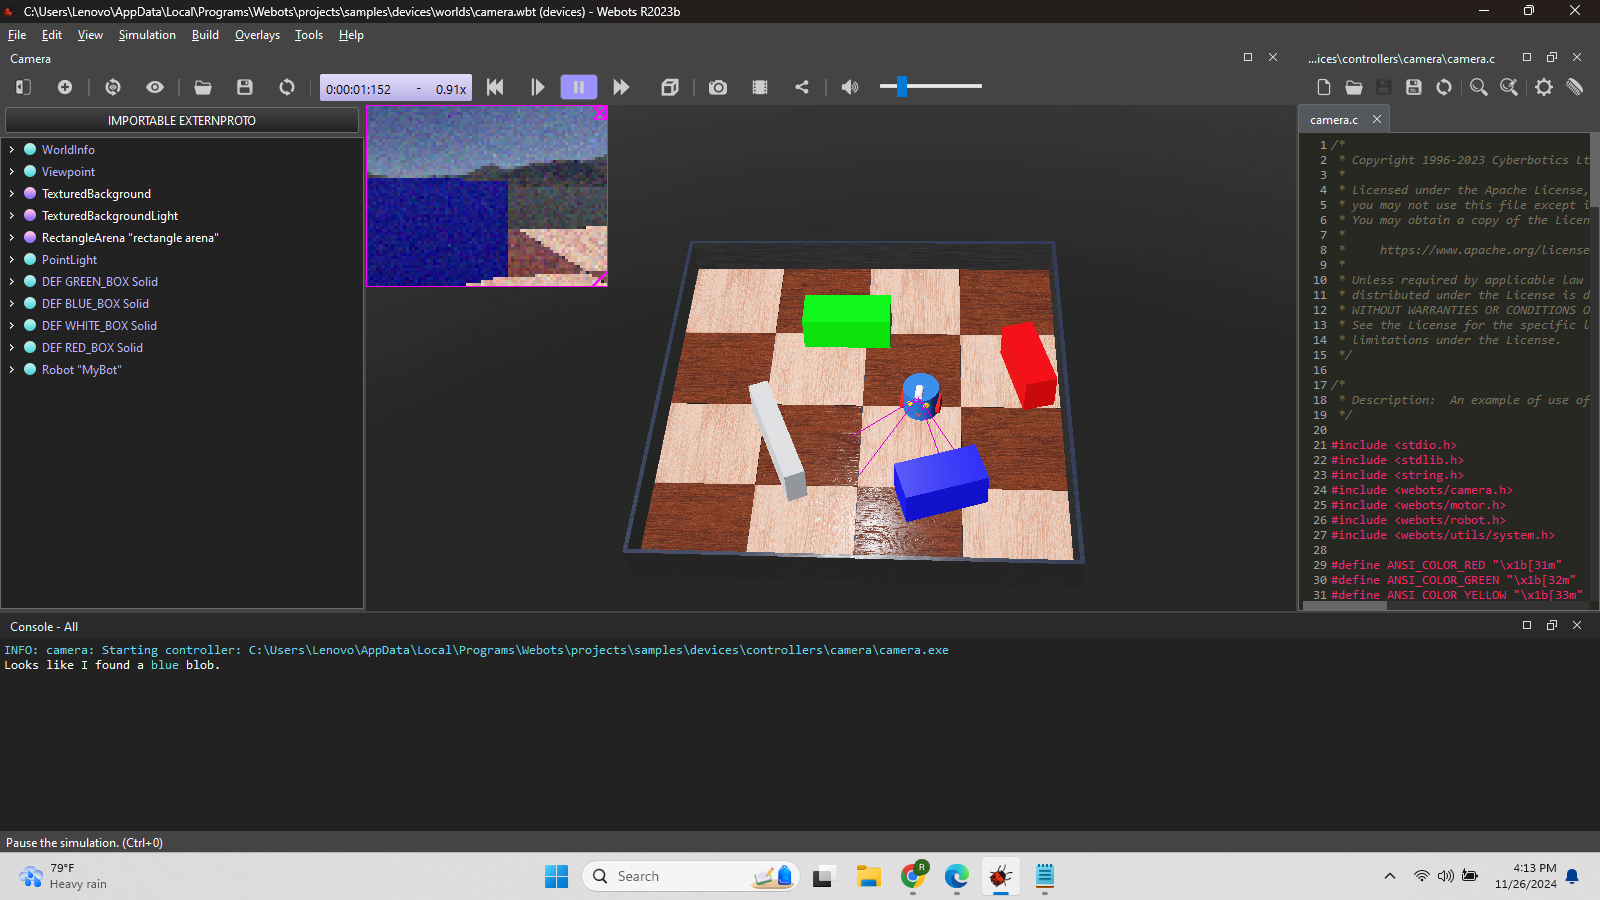 C:\Users\Lenovo\AppData\Local\Programs\Webots\projects\samples\devices\worlds\camera.wbt (devices) - Webots R2023b
File Edit View Simulation Build Overlays Tools Help
Camera
...ices\controllers\camera\camera.c
0:00:01:152 - 0.91x
IMPORTABLE EXTERNPROTO
WorldInfo
Viewpoint
TexturedBackground
TexturedBackgroundLight
RectangleArena "rectangle arena"
PointLight
DEF GREEN_BOX Solid
DEF BLUE_BOX Solid
DEF WHITE_BOX Solid
DEF RED_BOX Solid
Robot "MyBot"
camera.c
1 /*
2 * Copyright 1996-2023 Cyberbotics Lt
3 *
4 * Licensed under the Apache License,
5 * you may not use this file except i
6 * You may obtain a copy of the Licen
7 *
8 * https://www.apache.org/license
9 *
10 * Unless required by applicable law
11 * distributed under the License is d
12 * WITHOUT WARRANTIES OR CONDITIONS O
13 * See the License for the specific l
14 * limitations under the License.
15 */
16
17 /*
18 * Description: An example of use of
19 */
20
21 #include <stdio.h>
22 #include <stdlib.h>
23 #include <string.h>
24 #include <webots/camera.h>
25 #include <webots/motor.h>
26 #include <webots/robot.h>
27 #include <webots/utils/system.h>
28
29 #define ANSI_COLOR_RED "\x1b[31m"
30 #define ANSI_COLOR_GREEN "\x1b[32m"
31 #define ANSI_COLOR_YELLOW "\x1b[33m"
Console - All
INFO: camera: Starting controller: C:\Users\Lenovo\AppData\Local\Programs\Webots\projects\samples\devices\controllers\camera\camera.exe
Looks like I found a blue blob.
Pause the simulation. (Ctrl+0)
79°F
Heavy rain
Search
R
4:13 PM
11/26/2024